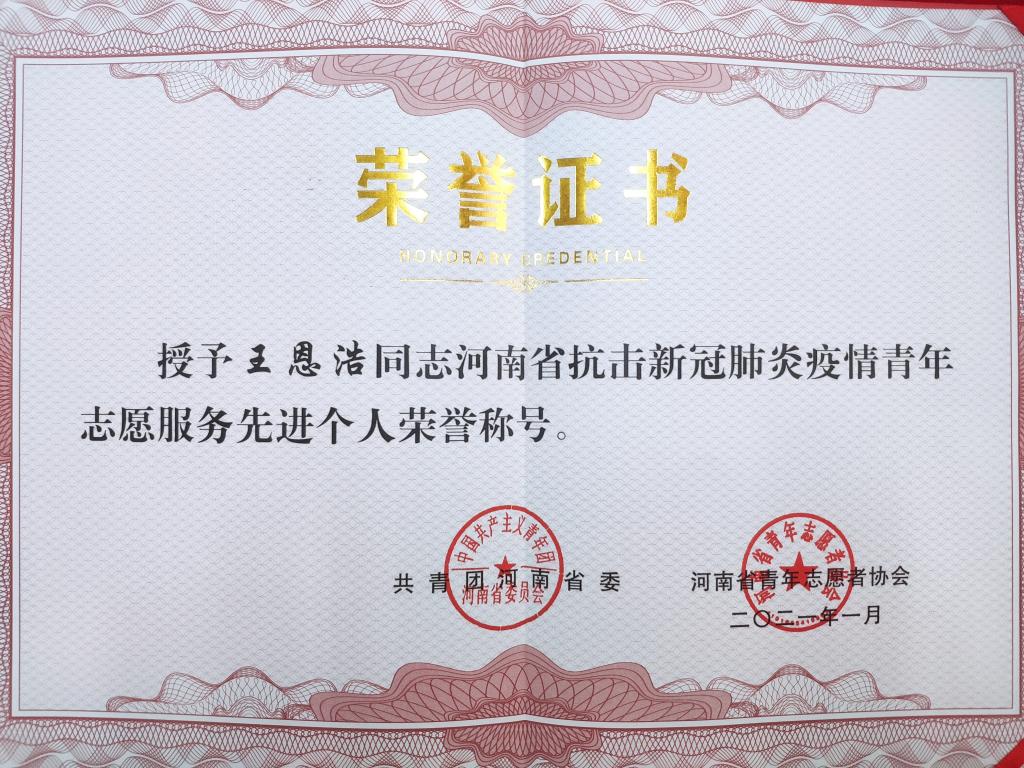 荣誉证书
HONORARY CREDENTIAL
授予王恩浩同志河南省抗击新冠肺炎疫情青年
志愿服务先进个人荣誉称号。
中国共产主义青年团
河南省委员会
共青团河南省委
河南省青年志愿者协会
河南省青年志愿者协会
二〇二一年一月